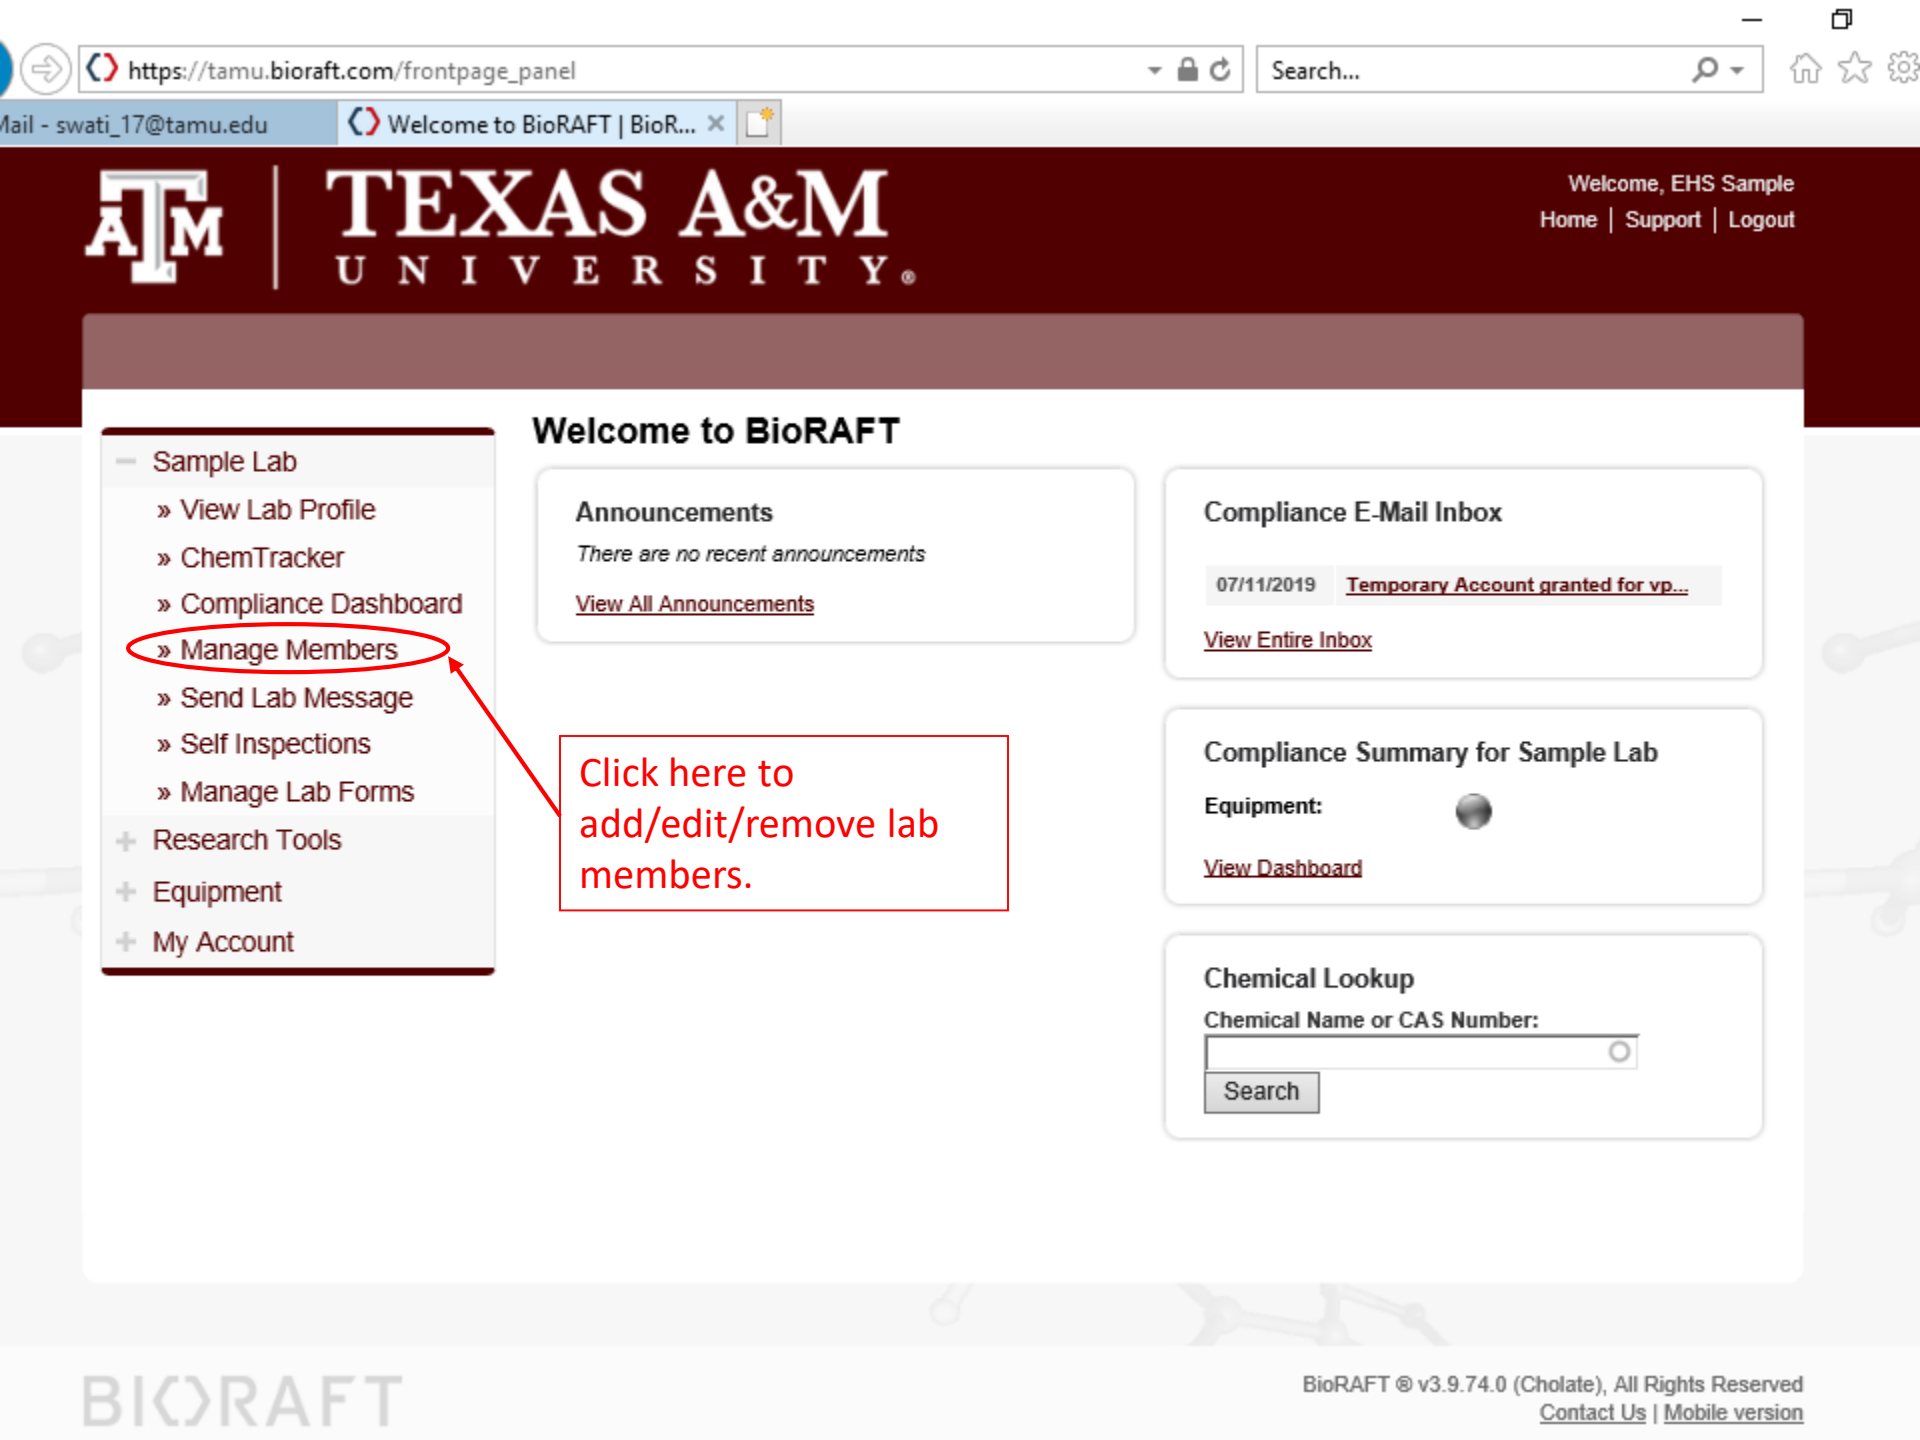 https://tamu.bioraft.com/frontpage_panel
Search...
Mail - swati_17@tamu.edu
Welcome to BioRAFT | BioR...
ĀM | TEXAS A&M
UNIVERSITY®
Welcome, EHS Sample
Home | Support | Logout
Sample Lab
» View Lab Profile
» ChemTracker
» Compliance Dashboard
» Manage Members
» Send Lab Message
» Self Inspections
» Manage Lab Forms
Research Tools
Equipment
My Account
Welcome to BioRAFT
Announcements
There are no recent announcements
View All Announcements
Click here to
add/edit/remove lab
members.
Compliance E-Mail Inbox
07/11/2019 Temporary Account granted for vp...
View Entire Inbox
Compliance Summary for Sample Lab
Equipment:
View Dashboard
Chemical Lookup
Chemical Name or CAS Number:
Search
BIORAFT
BioRAFT ® v3.9.74.0 (Cholate), All Rights Reserved
Contact Us | Mobile version